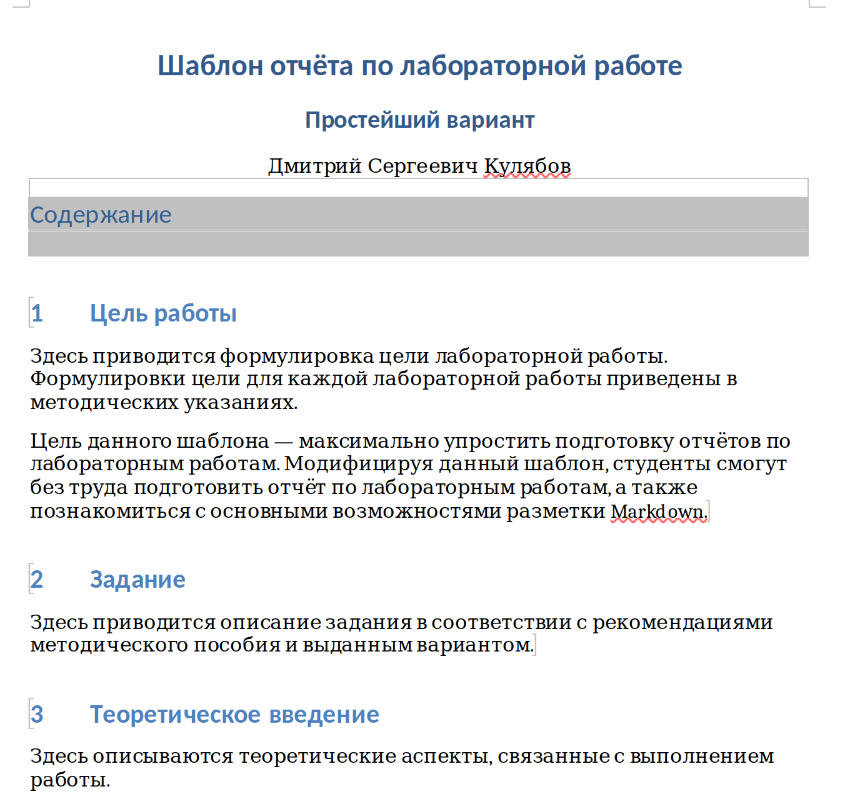 Шаблон отчёта по лабораторной работе
Простейший вариант
Дмитрий Сергеевич Кулябов
Содержание
1 Цель работы
Здесь приводится формулировка цели лабораторной работы.
Формулировки цели для каждой лабораторной работы приведены в
методических указаниях.
Цель данного шаблона — максимально упростить подготовку отчётов по
лабораторным работам. Модифицируя данный шаблон, студенты смогут
без труда подготовить отчёт по лабораторным работам, а также
познакомиться с основными возможностями разметки Markdown.
2 Задание
Здесь приводится описание задания в соответствии с рекомендациями
методического пособия и выданным вариантом.
3 Теоретическое введение
Здесь описываются теоретические аспекты, связанные с выполнением
работы.